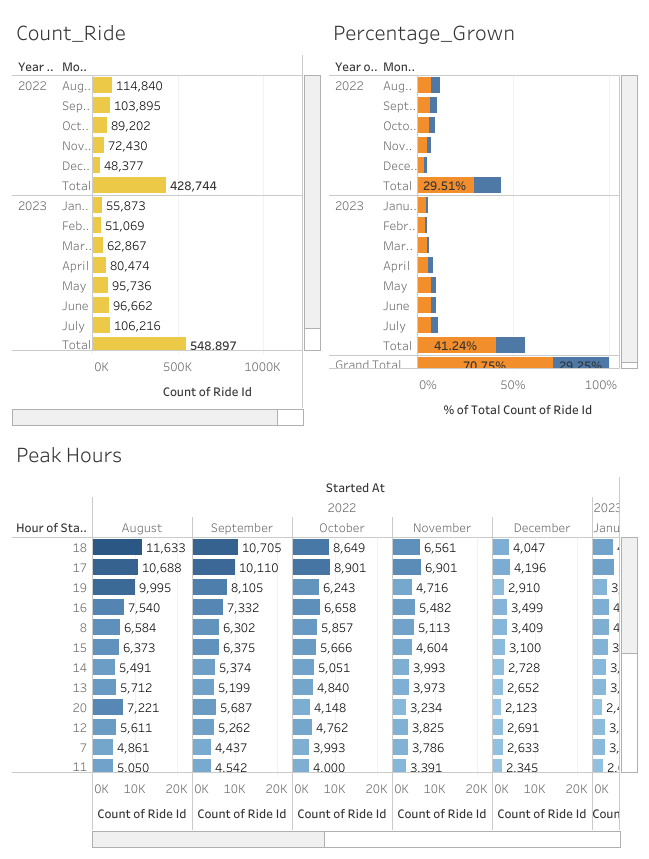 Count_Ride
Year .. Mo..
2022 Aug.. 114,840
Sept.. 103,895
Oct.. 89,202
Nov.. 72,430
Dec.. 48,377
Total 428,744
2023 Jan.. 55,873
Feb.. 51,069
Mar.. 62,867
April 80,474
May 95,736
June 96,662
July 106,216
Total 548,897
0K 500K 1000K
Count of Ride Id
Percentage_Grown
Year o.. Mon..
2022 Aug..
Sept..
Octo..
Nov..
Dece..
Total 29.51%
2023 Janu..
Febr..
Mar..
April
May
June
July
Total 41.24%
Grand Total 70.75% 29.25%
0% 50% 100%
% of Total Count of Ride Id
Peak Hours
Started At
2022 2023
Hour of Sta.. August September October November December Janu
18 11,633 10,705 8,649 6,561 4,047
17 10,688 10,110 8,901 6,901 4,196
19 9,995 8,105 6,243 4,716 2,910 3
16 7,540 7,332 6,658 5,482 3,499 4
8 6,584 6,302 5,857 5,113 3,409 4
15 6,373 6,375 5,666 4,604 3,100 3
14 5,491 5,374 5,051 3,993 2,728 3,
13 5,712 5,199 4,840 3,973 2,652 3,
20 7,221 5,687 4,148 3,234 2,123 2,4
12 5,611 5,262 4,762 3,825 2,691 3,
7 4,861 4,437 3,993 3,786 2,633 3,
11 5,050 4,542 4,000 3,391 2,345
0K 10K 20K 0K 10K 20K 0K 10K 20K 0K 10K 20K 0K 10K 20K 0K
Count of Ride Id Count of Ride Id Count of Ride Id Count of Ride Id Count of Ride Id Coun